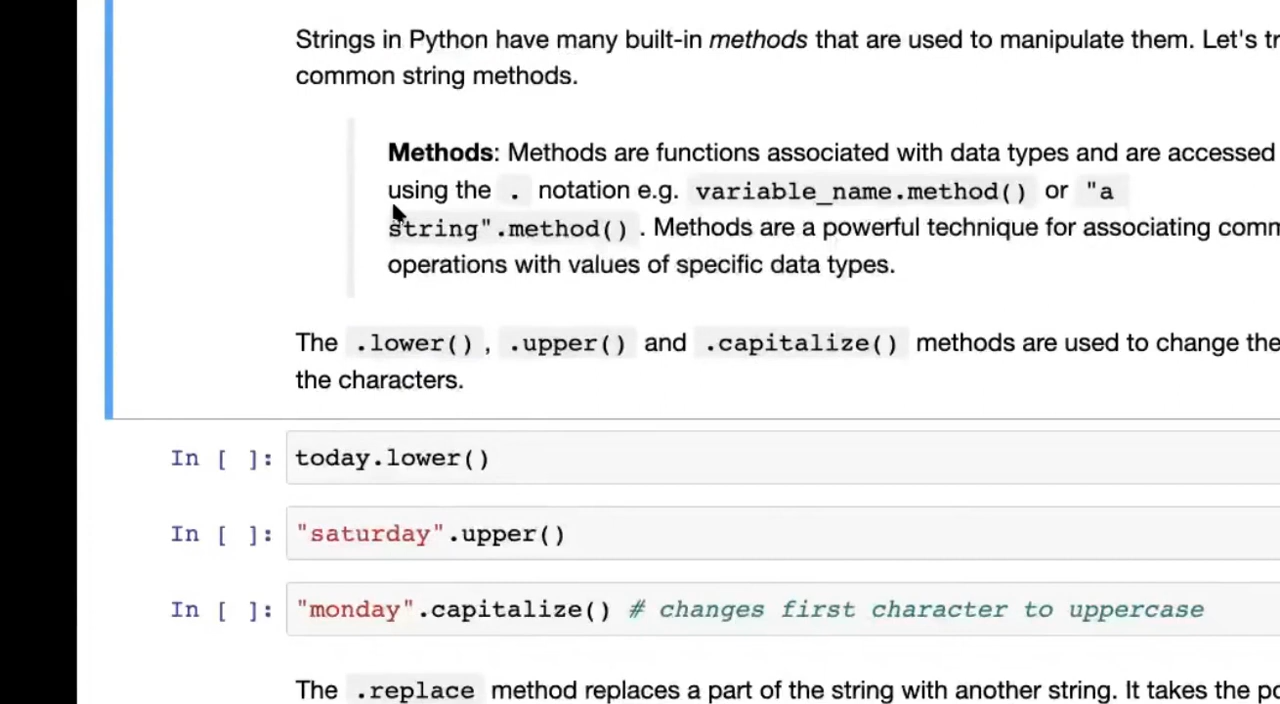 Strings in Python have many built-in methods that are used to manipulate them. Let's
common string methods.
Methods: Methods are functions associated with data types and are accessed
using the . notation e.g. variable_name.method() or "a
string".method() . Methods are a powerful technique for associating
operations with values of specific data types.
The .lower() , .upper() and .capitalize() methods are used to change the
the characters.
In [ ]: today.lower()
In [ ]: "saturday".upper()
In [ ]: "monday".capitalize() # changes first character to uppercase
The .replace method replaces a part of the string with another string. It takes the